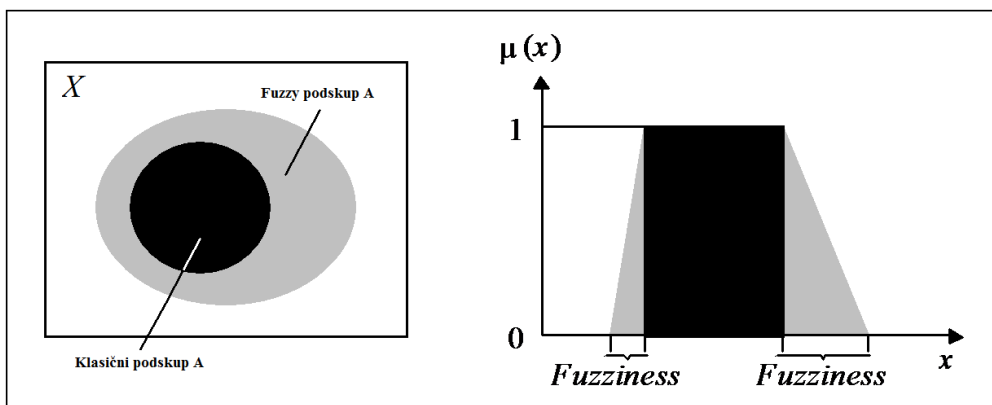 X
Fuzzy podskup A
Klasični podskup A
μ(x)
1
0
x
Fuzziness
Fuzziness